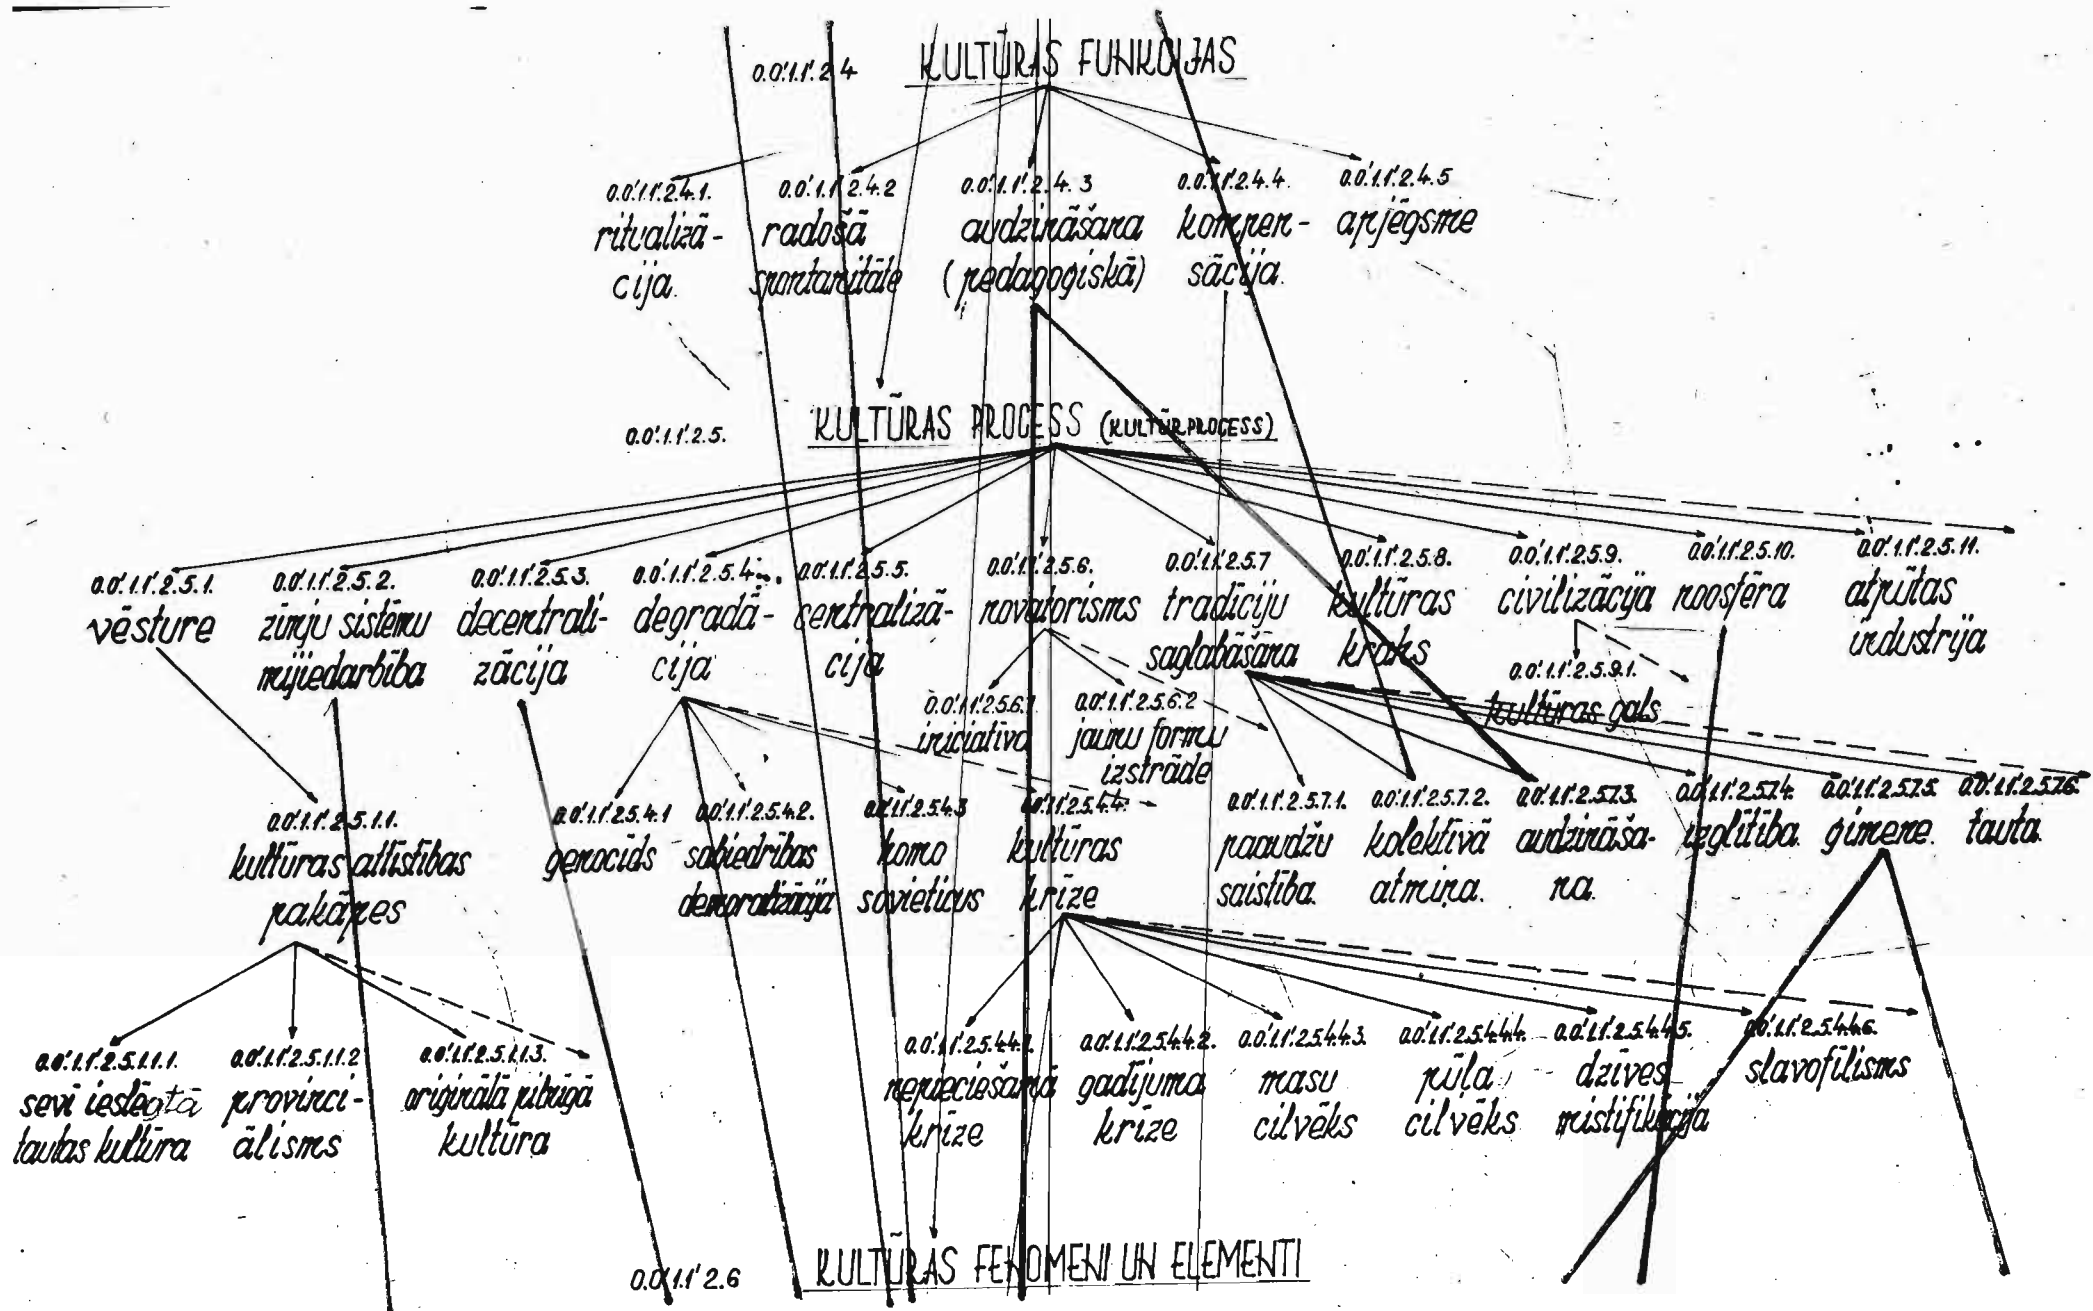 0.0'.1.1'.2.4 KULTŪRAS FUNKCIJAS
0.0'.1.1'.2.4.1. 0.0'.1.1'.2.4.2 0.0'.1.1'.2.4.3 0.0'.1.1'.2.4.4. 0.0'.1.1'.2.4.5
ritualizā- radošā audzināšana kompen- apjēgsme
cija. spontanitāte (pedagoģiskā) sācija.
0.0'.1.1'.2.5. KULTŪRAS PROCESS (KULTŪRPROCESS)
0.0'.1.1'.2.5.1. 0.0'.1.1'.2.5.2. 0.0'.1.1'.2.5.3. 0.0'.1.1'.2.5.4. 0.0'.1.1'.2.5.5. 0.0'.1.1'.2.5.6. 0.0'.1.1'.2.5.7 0.0'.1.1'.2.5.8. 0.0'.1.1'.2.5.9. 0.0'.1.1'.2.5.10. 0.0'.1.1'.2.5.11.
vēsture ziņu sistēmu decentrali- degradā- centralizā- novatorisms tradīciju kultūras civilizācija noosfēra atpūtas
mijiedarbība zācija cija cija saglabāšana krahs industrija
0.0'.1.1'.2.5.9.1.
kultūras gals
0.0'.1.1'.2.5.6.1 0.0'.1.1'.2.5.6.2
iniciatīva jaunu formu
izstrāde
0.0'.1.1'.2.5.1.1. 0.0'.1.1'.2.5.4.1 0.0'.1.1'.2.5.4.2. 0.0'.1.1'.2.5.4.3 0.0'.1.1'.2.5.4.4. 0.0'.1.1'.2.5.7.1. 0.0'.1.1'.2.5.7.2. 0.0'.1.1'.2.5.7.3. 0.0'.1.1'.2.5.7.4. 0.0'.1.1'.2.5.7.5. 0.0'.1.1'.2.5.7.6.
kultūras attīstības genocīds sabiedrības homo kultūras paaudžu kolektīvā audzināša- izglītība. ģimene. tauta.
pakāpes demoralizācija sovieticus krīze saistība. atmiņa. na.
0.0'.1.1'.2.5.1.1.1. 0.0'.1.1'.2.5.1.1.2 0.0'.1.1'.2.5.1.1.3. 0.0'.1.1'.2.5.4.4.1. 0.0'.1.1'.2.5.4.4.2. 0.0'.1.1'.2.5.4.4.3. 0.0'.1.1'.2.5.4.4.4. 0.0'.1.1'.2.5.4.4.5. 0.0'.1.1'.2.5.4.4.6.
sevī ieslēgtā provinci- oriģinālā pilnīgā nepieciešamā gadījuma masu pūļa dzīves slavofīlisms
tautas kultūra ālisms kultūra krīze krīze cilvēks cilvēks mistifikācija
0.0'.1.1'.2.6 KULTŪRAS FENOMENI UN ELEMENTI